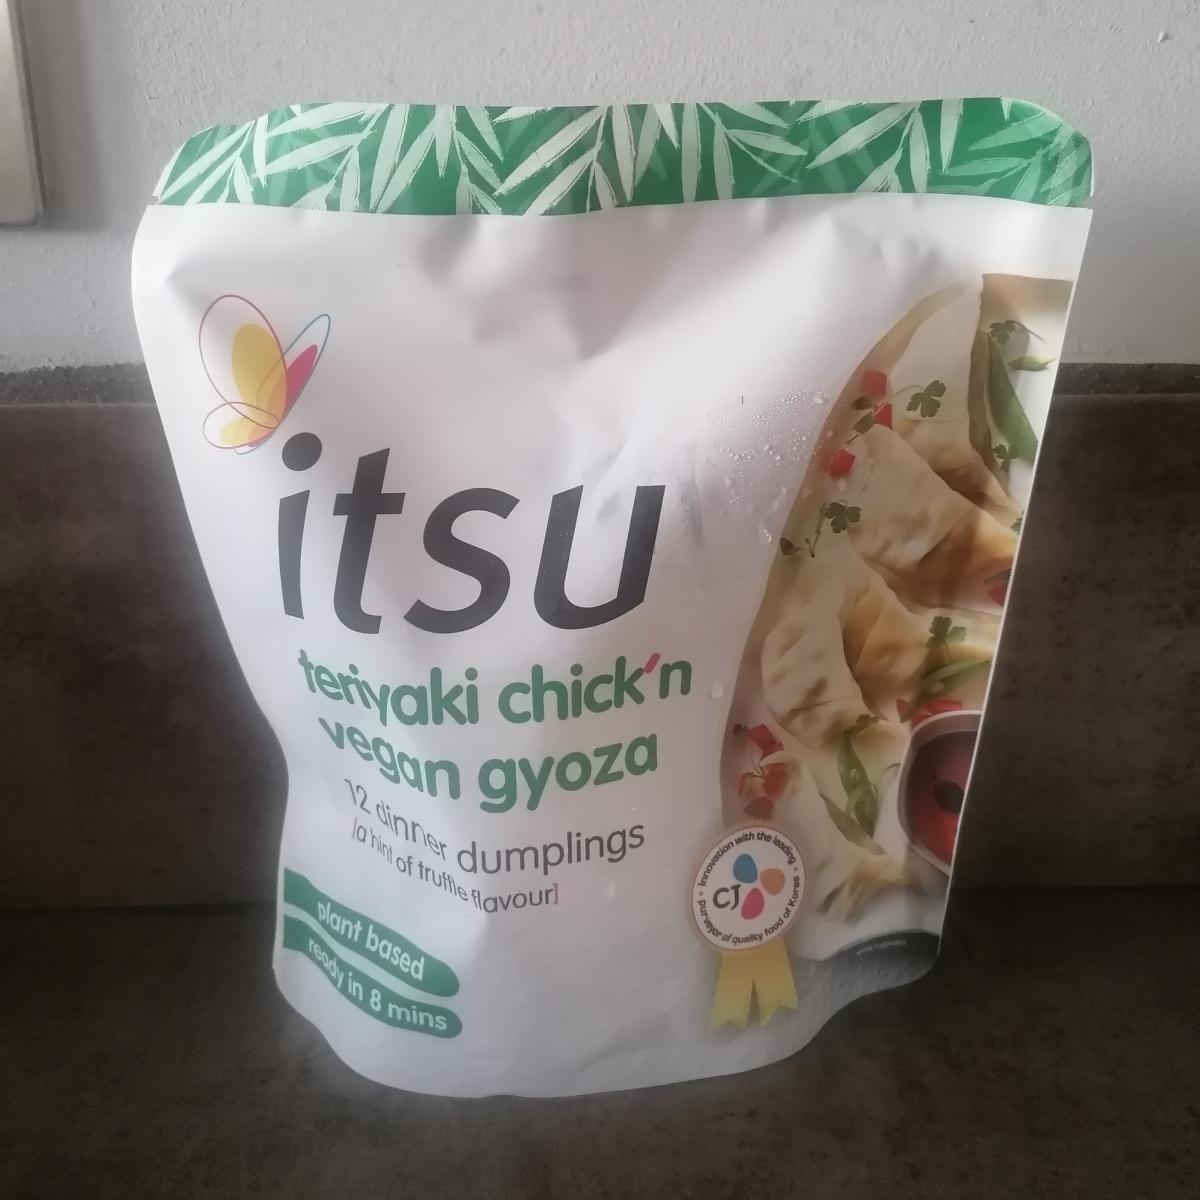 itsu
teriyaki chick'n
vegan gyoza
12 dinner dumplings
[a hint of truffle flavour]
plant based
ready in 8 mins
Innovation with the leading
purveyor of quality food of Korea
CJ